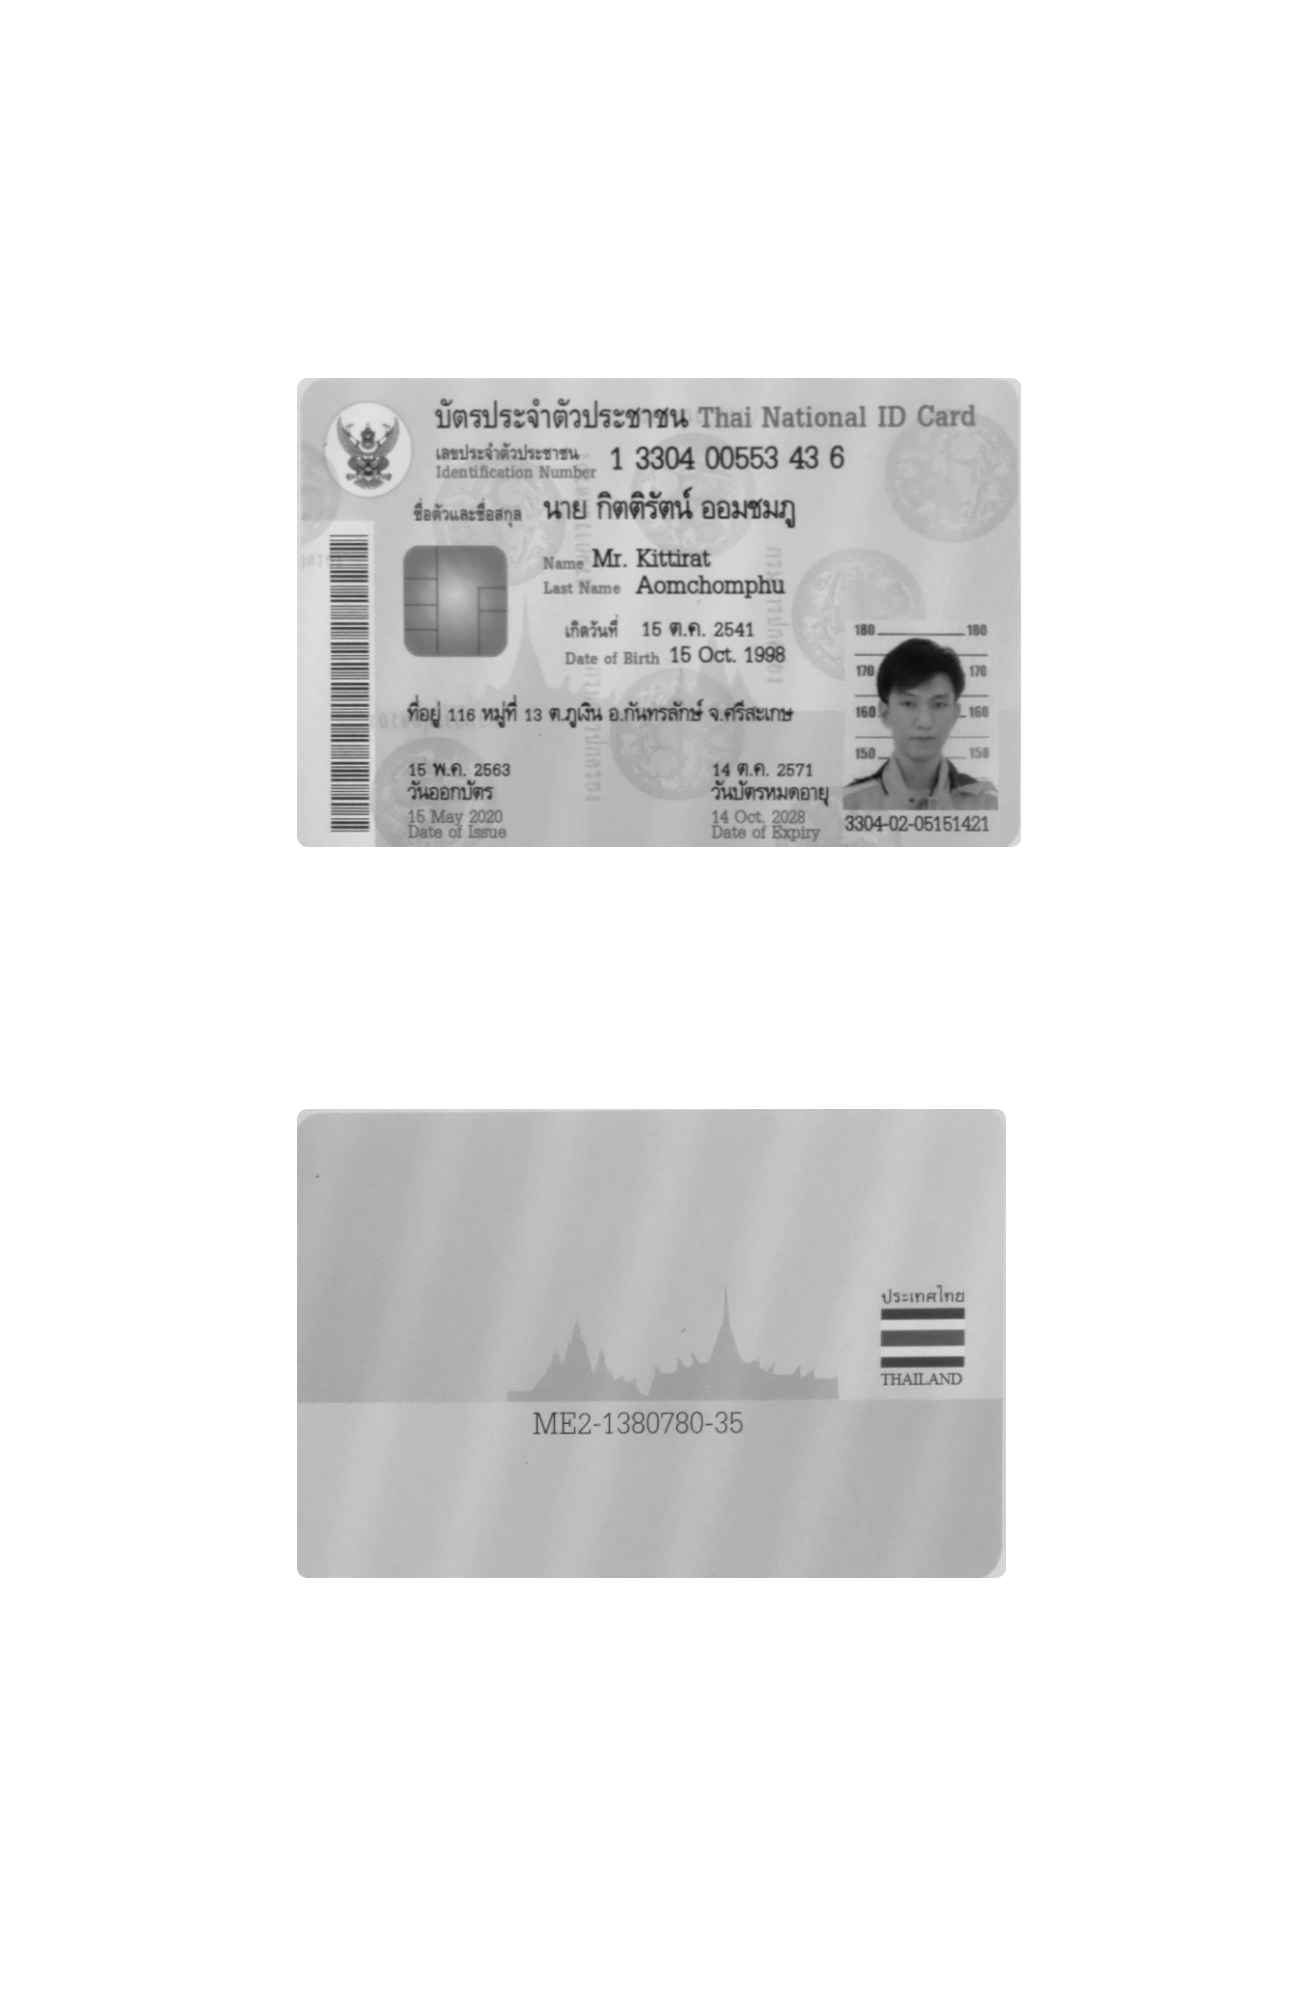 บัตรประจำตัวประชาชน Thai National ID Card
เลขประจำตัวประชาชน
Identification Number
1 3304 00553 43 6
ชื่อตัวและชื่อสกุล นาย กิตติรัตน์ ออมชมภู
Name Mr. Kittirat
Last Name Aomchomphu
เกิดวันที่ 15 ต.ค. 2541
Date of Birth 15 Oct. 1998
ที่อยู่ 116 หมู่ที่ 13 ต.ภูเงิน อ.กันทรลักษ์ จ.ศรีสะเกษ
180 180
170 170
160 160
150 150
15 พ.ค. 2563
วันออกบัตร
15 May 2020
Date of Issue
14 ต.ค. 2571
วันบัตรหมดอายุ
14 Oct. 2028
Date of Expiry
3304-02-05151421
ประเทศไทย
THAILAND
ME2-1380780-35